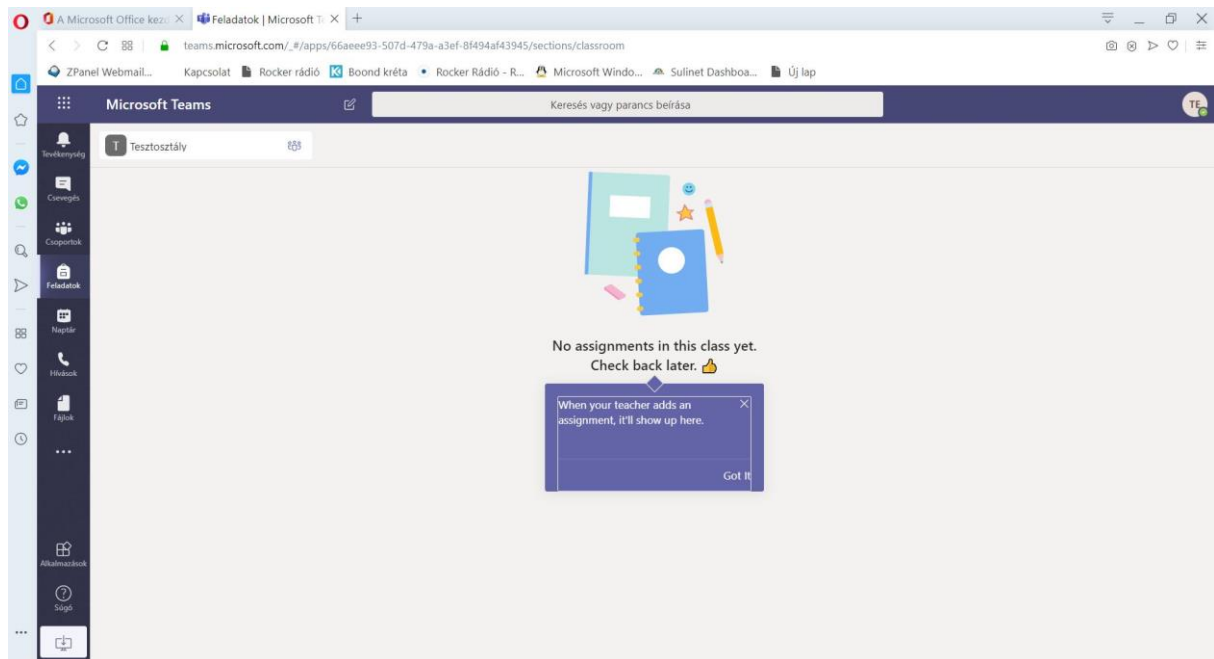 A Microsoft Office kez
Feladatok | Microsoft T
teams.microsoft.com/_#/apps/66aeee93-507d-479a-a3ef-8f494af43945/sections/classroom
ZPanel Webmail... Kapcsolat Rocker rádió Boond kréta Rocker Rádió - R... Microsoft Windo... Sulinet Dashboa... Új lap
Microsoft Teams
Keresés vagy parancs beírása
TE
Tevékenység
T Tesztosztály
Csevegés
Csoportok
Feladatok
Naptár
Hívások
Fájlok
No assignments in this class yet.
Check back later.
When your teacher adds an
assignment, it'll show up here.
Got It
Alkalmazások
Súgó